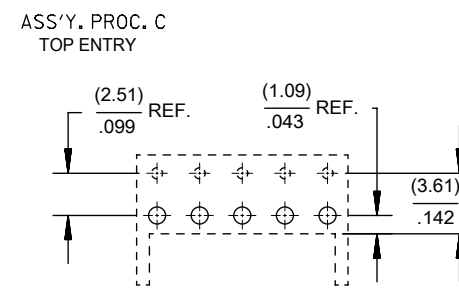 ASS'Y. PROC. C
TOP ENTRY
(2.51)
.099
REF.
(1.09)
.043
REF.
(3.61)
.142